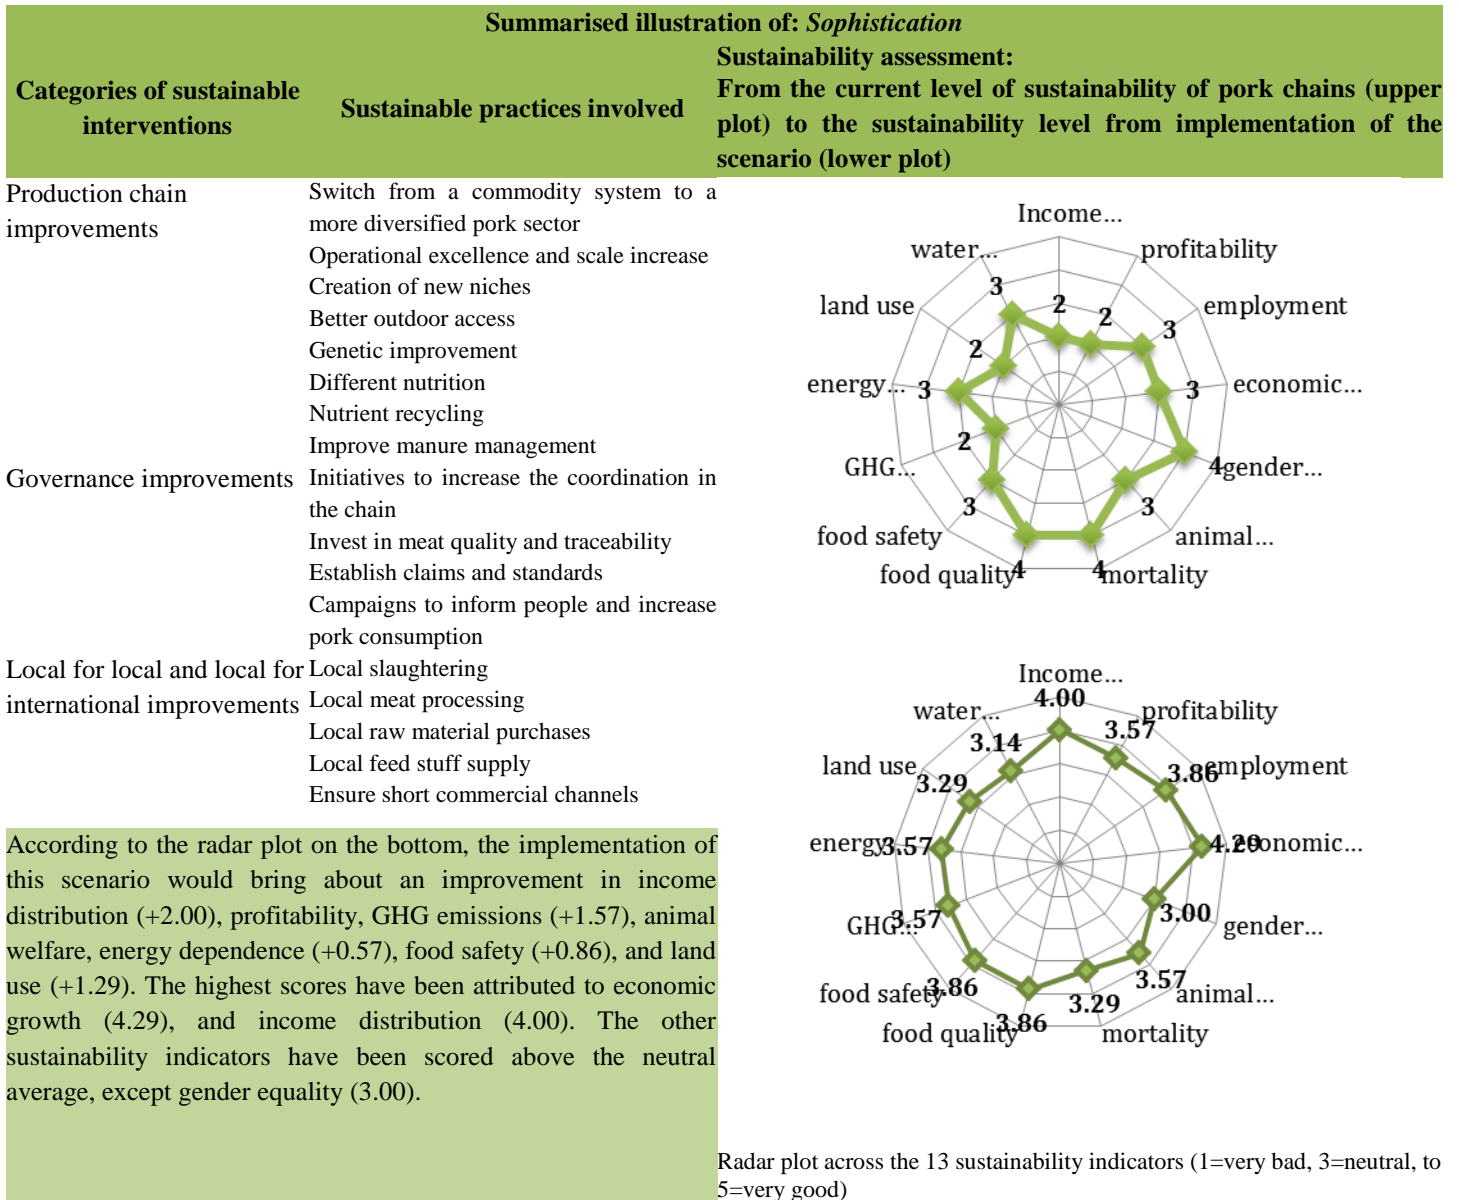 Summarised illustration of: Sophistication
Categories of sustainable
interventions
Sustainable practices involved
Sustainability assessment:
From the current level of sustainability of pork chains (upper
plot) to the sustainability level from implementation of the
scenario (lower plot)
Production chain
improvements
Switch from a commodity system to a
more diversified pork sector
Operational excellence and scale increase
Creation of new niches
Better outdoor access
Genetic improvement
Different nutrition
Nutrient recycling
Improve manure management
Governance improvements
Initiatives to increase the coordination in
the chain
Invest in meat quality and traceability
Establish claims and standards
Campaigns to inform people and increase
pork consumption
Local for local and local for
international improvements
Local slaughtering
Local meat processing
Local raw material purchases
Local feed stuff supply
Ensure short commercial channels
According to the radar plot on the bottom, the implementation of
this scenario would bring about an improvement in income
distribution (+2.00), profitability, GHG emissions (+1.57), animal
welfare, energy dependence (+0.57), food safety (+0.86), and land
use (+1.29). The highest scores have been attributed to economic
growth (4.29), and income distribution (4.00). The other
sustainability indicators have been scored above the neutral
average, except gender equality (3.00).
Income...
2
profitability
2
employment
3
economic...
3
gender...
4
animal...
3
mortality
4
food quality
4
food safety
3
GHG...
2
energy...
3
land use
2
water...
3
Income...
4.00
profitability
3.57
employment
3.86
economic...
4.29
gender...
3.00
animal...
3.57
mortality
3.29
food quality
3.86
food safety
3.86
GHG...
3.57
energy...
3.57
land use
3.29
water...
3.14
Radar plot across the 13 sustainability indicators (1=very bad, 3=neutral, to
5=very good)